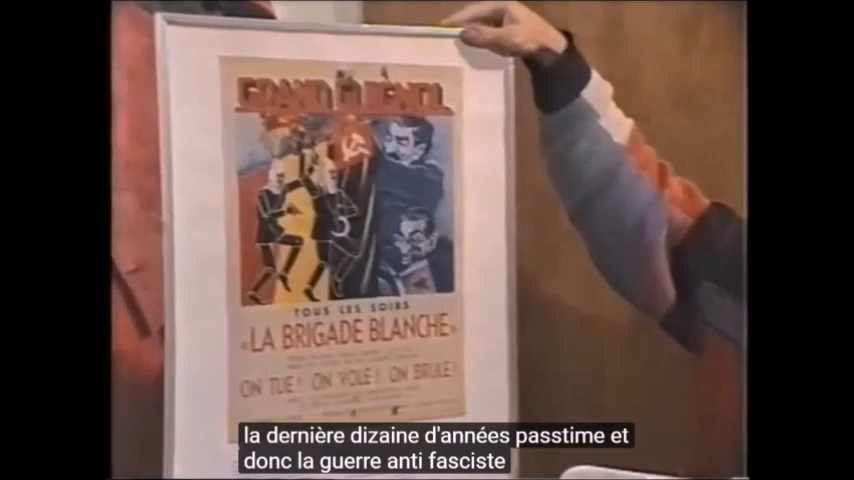 GRAND GUIGNOL
TOUS LES SOIRS
«LA BRIGADE BLANCHE»
ON TUE! ON VOLE! ON BRULE!
la dernière dizaine d'années passtime et
donc la guerre anti fasciste